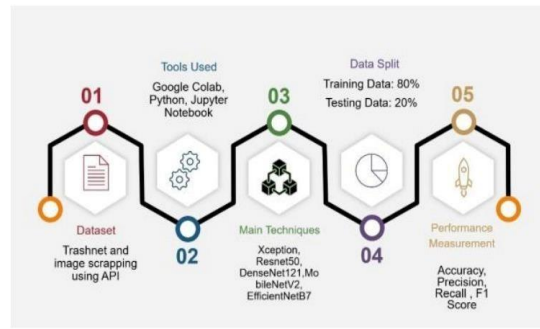 01
Dataset
Trashnet and
image scrapping
using API
Tools Used
Google Colab,
Python, Jupyter
Notebook
02
03
Main Techniques
Xception,
Resnet50,
DenseNet121,Mo
bileNetV2,
EfficientNetB7
Data Split
Training Data: 80%
Testing Data: 20%
04
05
Performance
Measurement
Accuracy,
Precision,
Recall , F1
Score